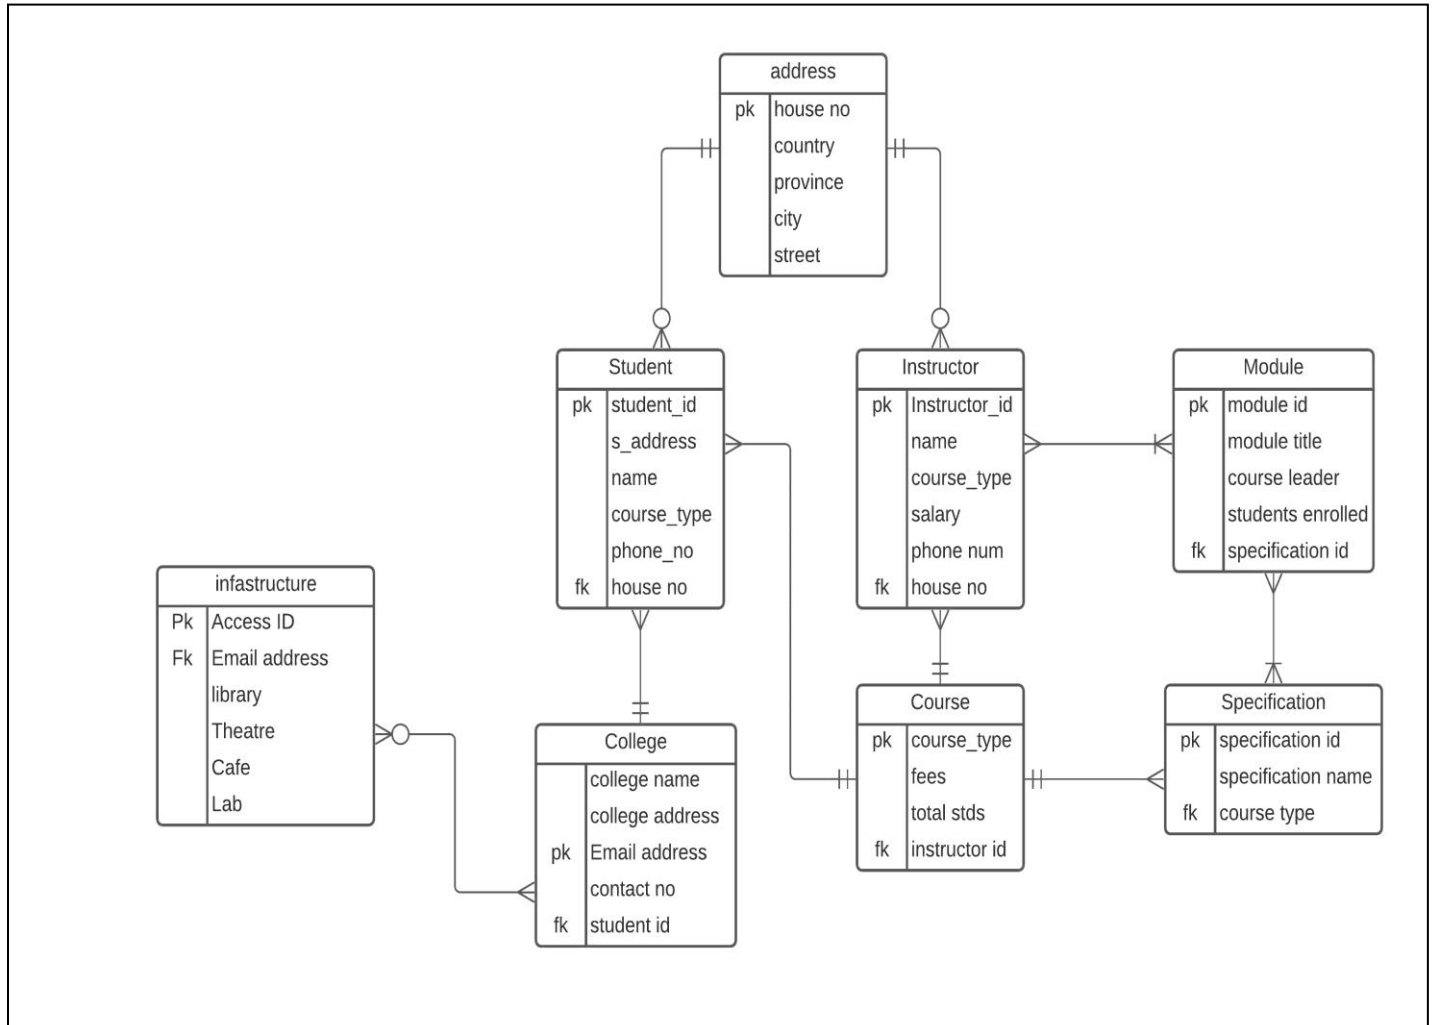 address
pk house no
country
province
city
street
Student
pk student_id
s_address
name
course_type
phone_no
fk house no
Instructor
pk Instructor_id
name
course_type
salary
phone num
fk house no
Module
pk module id
module title
course leader
students enrolled
fk specification id
infastructure
Pk Access ID
Fk Email address
library
Theatre
Cafe
Lab
College
college name
college address
pk Email address
contact no
fk student id
Course
pk course_type
fees
total stds
fk instructor id
Specification
pk specification id
specification name
fk course type